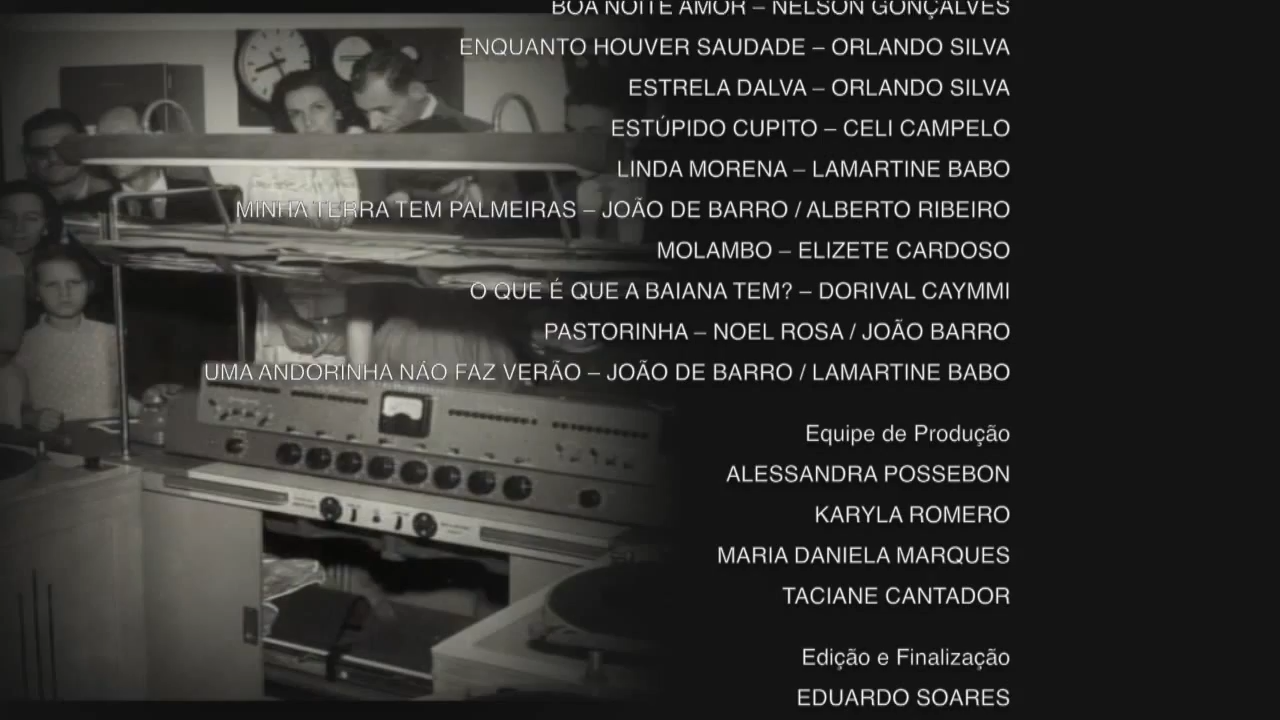 BOA NOITE AMOR – NELSON GONÇALVES
ENQUANTO HOUVER SAUDADE – ORLANDO SILVA
ESTRELA DALVA – ORLANDO SILVA
ESTÚPIDO CUPITO – CELI CAMPELO
LINDA MORENA – LAMARTINE BABO
MINHA TERRA TEM PALMEIRAS – JOÃO DE BARRO / ALBERTO RIBEIRO
MOLAMBO – ELIZETE CARDOSO
O QUE É QUE A BAIANA TEM? – DORIVAL CAYMMI
PASTORINHA – NOEL ROSA / JOÃO BARRO
UMA ANDORINHA NÁO FAZ VERÃO – JOÃO DE BARRO / LAMARTINE BABO
Equipe de Produção
ALESSANDRA POSSEBON
KARYLA ROMERO
MARIA DANIELA MARQUES
TACIANE CANTADOR
Edição e Finalização
EDUARDO SOARES